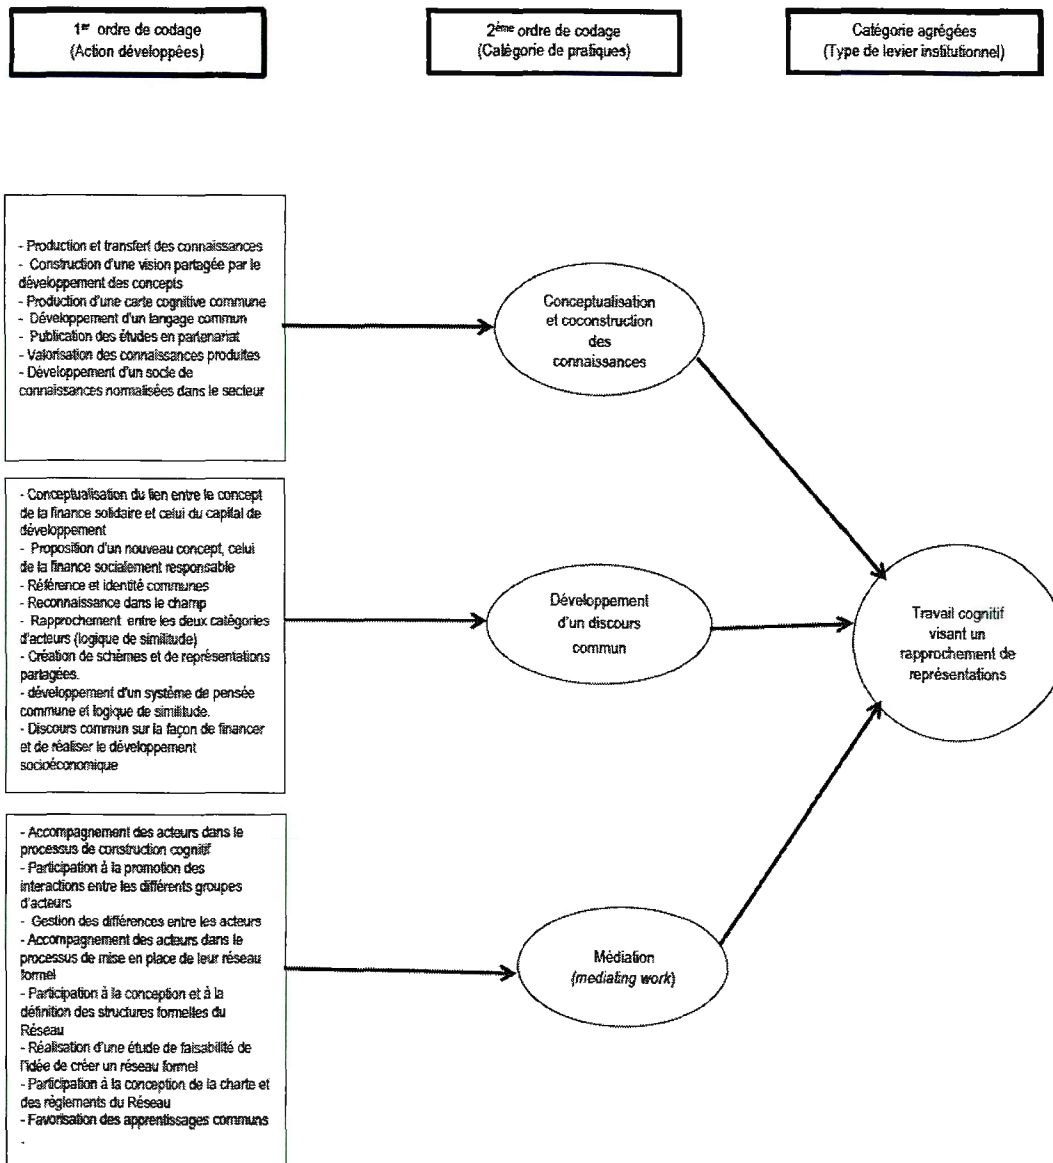 1er ordre de codage
(Action développées)
2ème ordre de codage
(Catégorie de pratiques)
Catégorie agrégées
(Type de levier institutionnel)
- Production et transfert des connaissances
- Construction d'une vision partagée par le
développement des concepts
- Production d'une carte cognitive commune
- Développement d'un langage commun
- Publication des études en partenariat
- Valorisation des connaissances produites
- Développement d'un socle de
connaissances normalisées dans le secteur
Conceptualisation
et coconstruction
des
connaissances
- Conceptualisation du lien entre le concept
de la finance solidaire et celui du capital de
développement
- Proposition d'un nouveau concept, celui
de la finance socialement responsable
- Référence et identité communes
- Reconnaissance dans le champ
- Rapprochement entre les deux catégories
d'acteurs (logique de similitude)
- Création de schèmes et de représentations
partagées.
- développement d'un système de pensée
commune et logique de similitude.
- Discours commun sur la façon de financer
et de réaliser le développement
socioéconomique
Développement
d'un discours
commun
Travail cognitif
visant un
rapprochement de
représentations
- Accompagnement des acteurs dans le
processus de construction cognitif
- Participation à la promotion des
interactions entre les différents groupes
d'acteurs
- Gestion des différences entre les acteurs
- Accompagnement des acteurs dans le
processus de mise en place de leur réseau
formel
- Participation à la conception et à la
définition des structures formelles du
Réseau
- Réalisation d'une étude de faisabilité de
l'idée de créer un réseau formel
- Participation à la conception de la charte et
des règlements du Réseau
- Favorisation des apprentissages communs
.
Médiation
(mediating work)